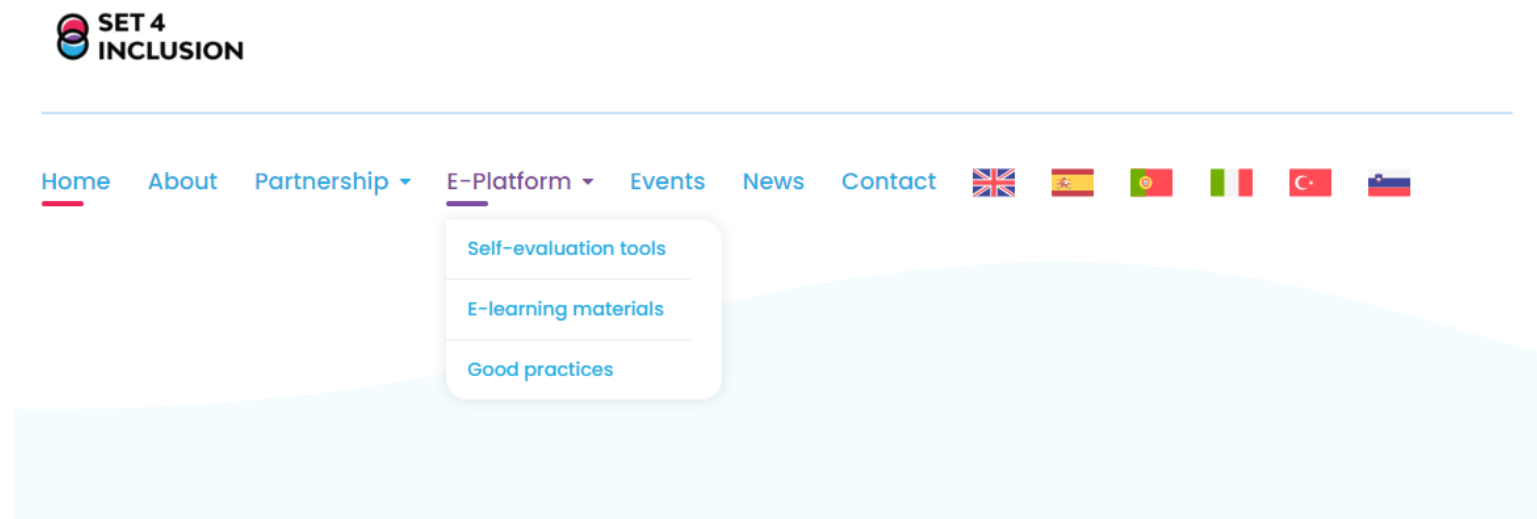 SET 4
INCLUSION
Home About Partnership E-Platform Events News Contact
Self-evaluation tools
E-learning materials
Good practices